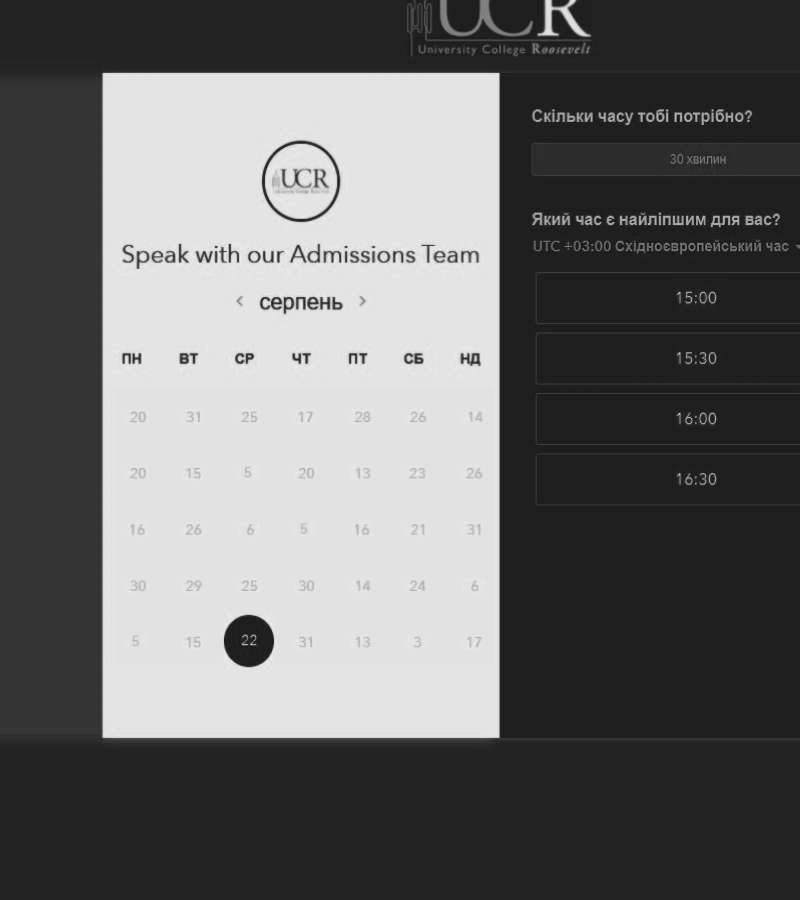 UCR
University College Roosevelt
UCR
Speak with our Admissions Team
‹ серпень ›
ПН ВТ СР ЧТ ПТ СБ НД
20 31 25 17 28 26 14
20 15 5 20 13 23 26
16 26 6 5 16 21 31
30 29 25 30 14 24 6
5 15 22 31 13 3 17
Скільки часу тобі потрібно?
30 хвилин
Який час є найліпшим для вас?
UTC +03:00 Східноєвропейський час
15:00
15:30
16:00
16:30